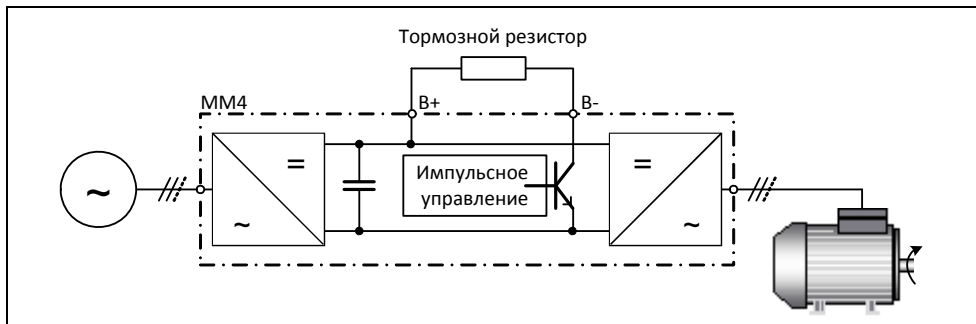 Тормозной резистор
MM4
B+
B-
=
=
Импульсное
управление
~
~
~